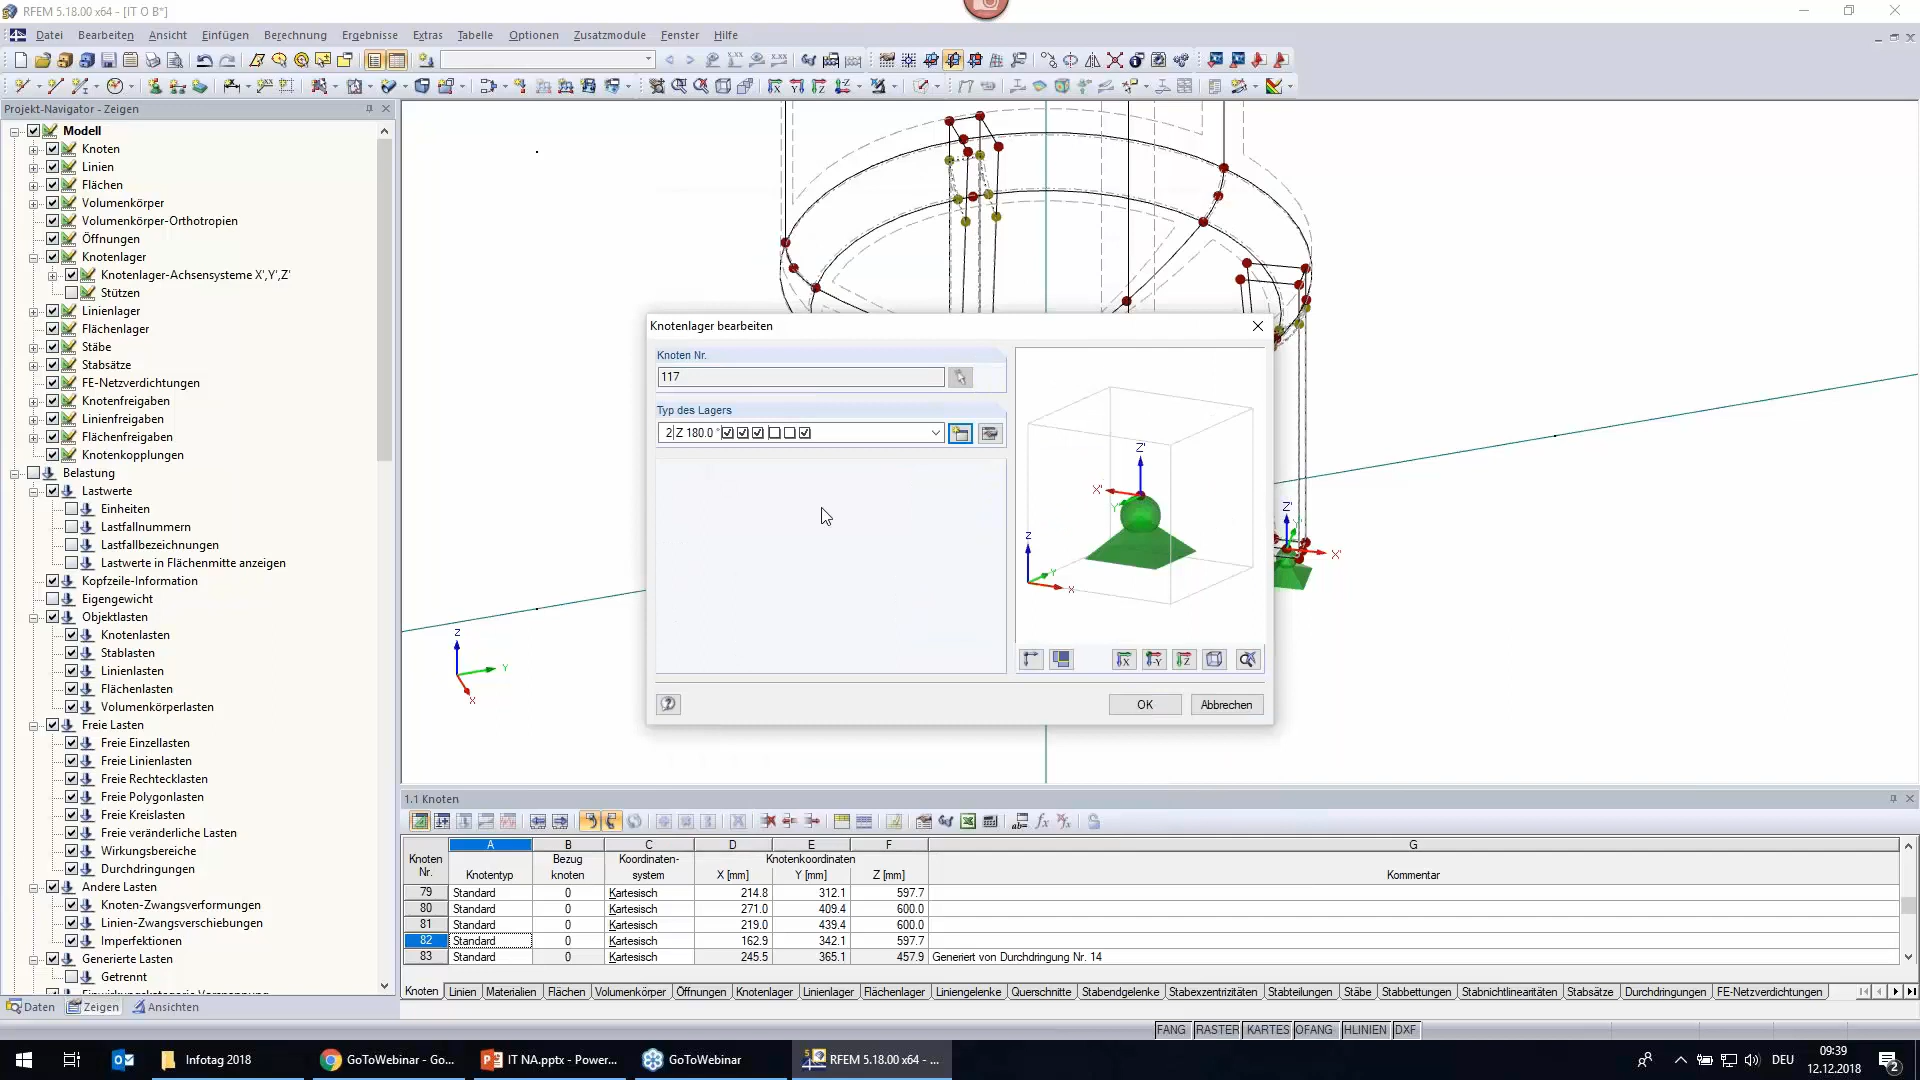 RFEM 5.18.00 x64 - [IT O B*]
Datei Bearbeiten Ansicht Einfügen Berechnung Ergebnisse Extras Tabelle Optionen Zusatzmodule Fenster Hilfe
Projekt-Navigator - Zeigen
Modell
Knoten
Linien
Flächen
Volumenkörper
Volumenkörper-Orthotropien
Öffnungen
Knotenlager
Knotenlager-Achsensysteme X',Y',Z'
Stützen
Linienlager
Flächenlager
Stäbe
Stabsätze
FE-Netzverdichtungen
Knotenfreigaben
Linienfreigaben
Flächenfreigaben
Knotenkopplungen
Belastung
Lastwerte
Einheiten
Lastfallnummern
Lastfallbezeichnungen
Lastwerte in Flächenmitte anzeigen
Kopfzeile-Information
Eigengewicht
Objektlasten
Knotenlasten
Stablasten
Linienlasten
Flächenlasten
Volumenkörperlasten
Freie Lasten
Freie Einzellasten
Freie Linienlasten
Freie Rechtecklasten
Freie Polygonlasten
Freie Kreislasten
Freie veränderliche Lasten
Wirkungsbereiche
Durchdringungen
Andere Lasten
Knoten-Zwangsverformungen
Linien-Zwangsverschiebungen
Imperfektionen
Generierte Lasten
Getrennt
Daten Zeigen Ansichten
Z
Y
X
Z'
X'
Knotenlager bearbeiten
Knoten Nr.
117
Typ des Lagers
2 Z 180.0 °
Z'
X'
Y'
Z
Y
X
OK Abbrechen
1.1 Knoten
A B C D E F G
Knoten Bezug Koordinaten- Knotenkoordinaten
Nr. Knotentyp knoten system X [mm] Y [mm] Z [mm] Kommentar
79 Standard 0 Kartesisch 214.8 312.1 597.7
80 Standard 0 Kartesisch 271.0 409.4 600.0
81 Standard 0 Kartesisch 219.0 439.4 600.0
82 Standard 0 Kartesisch 162.9 342.1 597.7
83 Standard 0 Kartesisch 245.5 365.1 457.9 Generiert von Durchdringung Nr. 14
Knoten Linien Materialien Flächen Volumenkörper Öffnungen Knotenlager Linienlager Flächenlager Liniengelenke Querschnitte Stabendgelenke Stabexzentrizitäten Stabteilungen Stäbe Stabbettungen Stabnichtlinearitäten Stabsätze Durchdringungen FE-Netzverdichtungen
FANG RASTER KARTES OFANG HLINIEN DXF
Infotag 2018 GoToWebinar - Go... IT NA.pptx - Power... GoToWebinar RFEM 5.18.00 x64 - ... DEU 09:39
12.12.2018
2